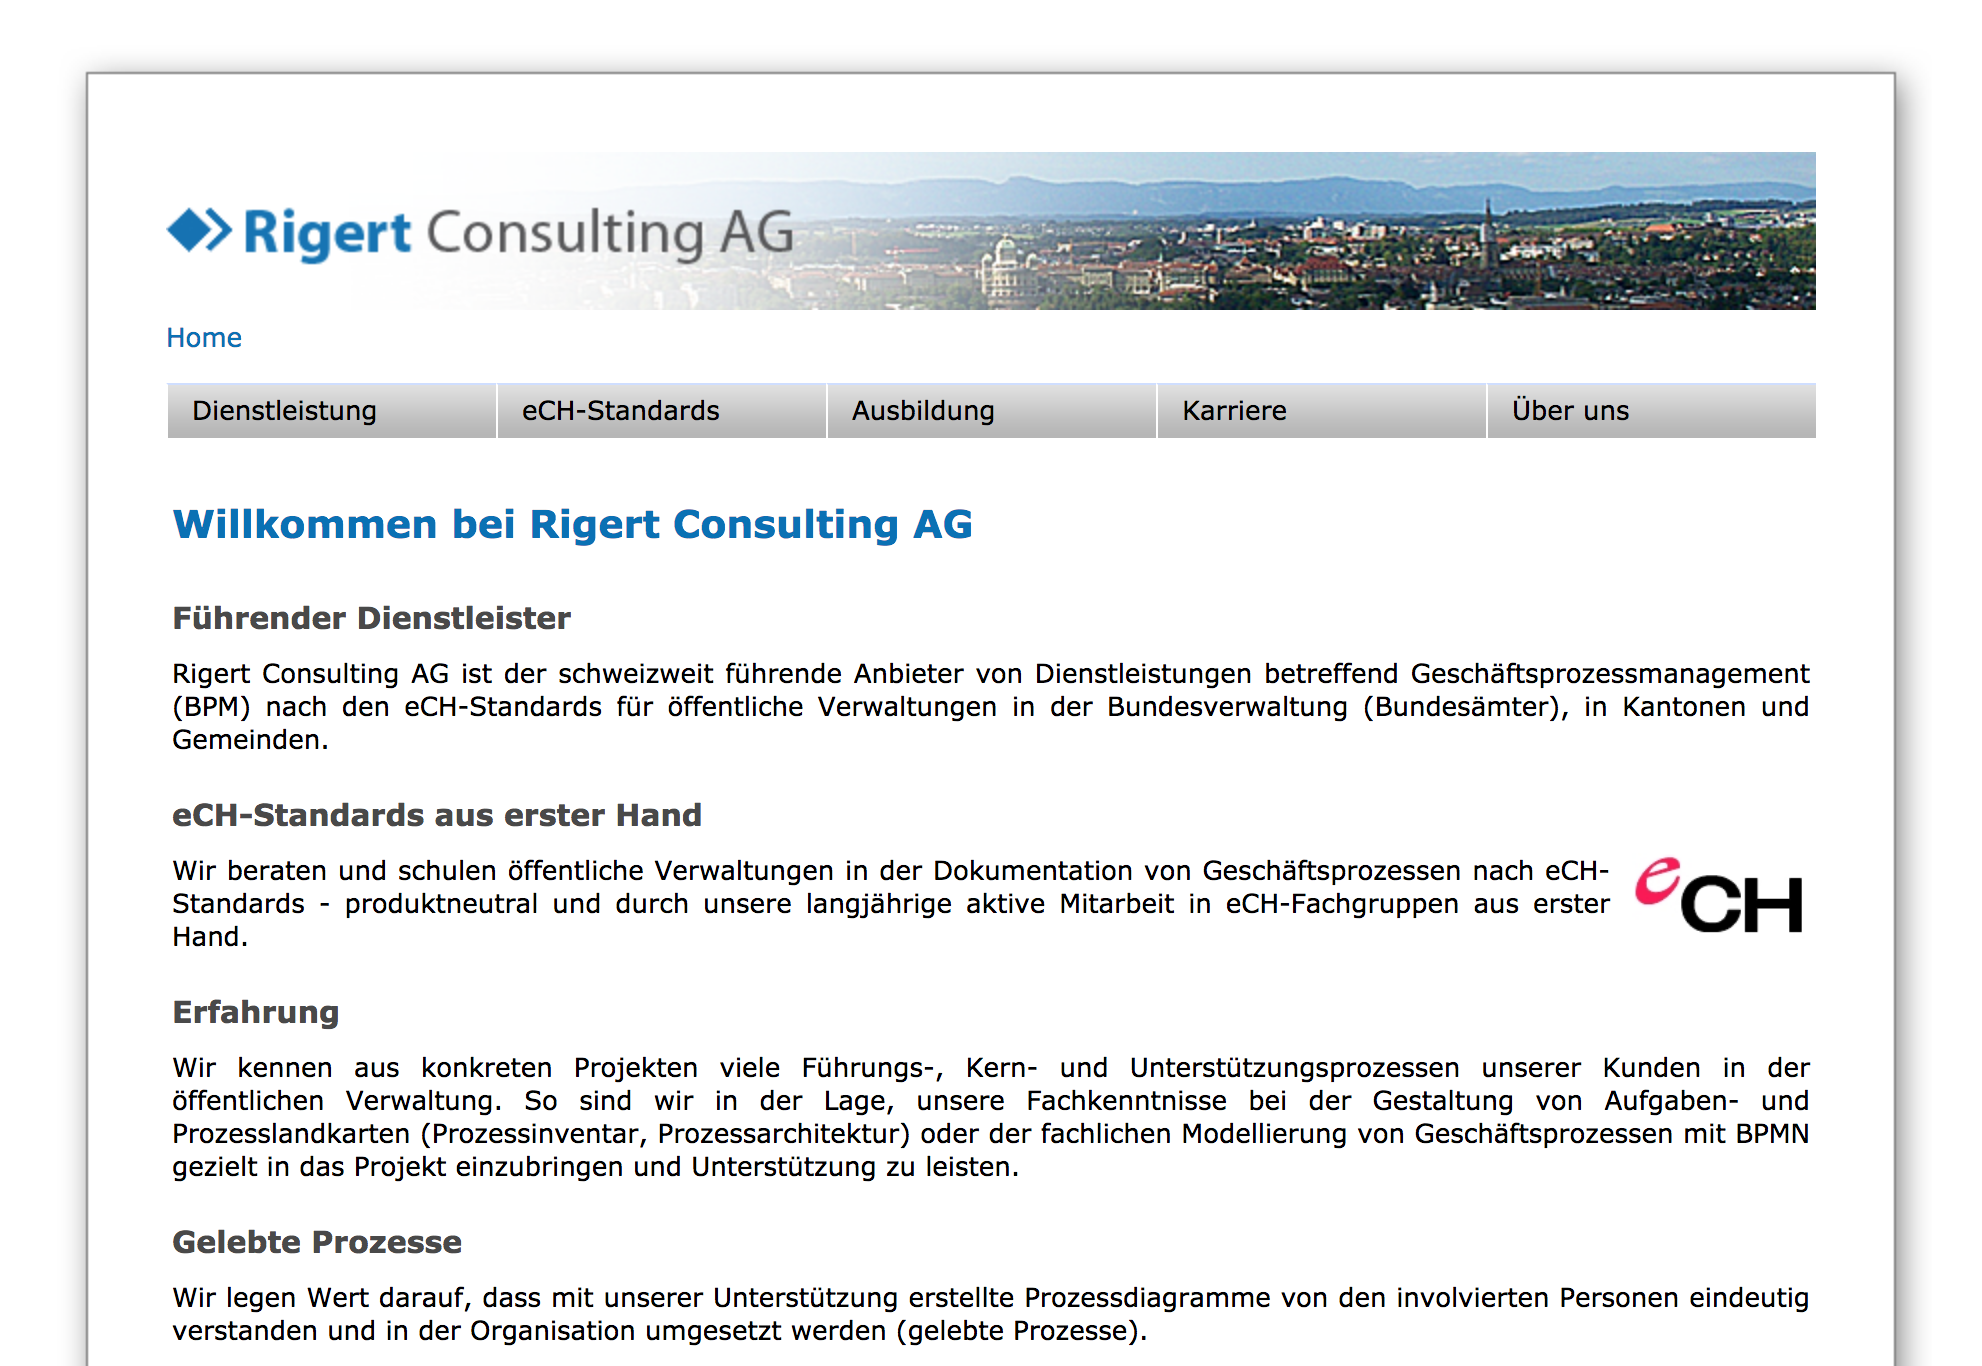 Rigert Consulting AG
Home
Dienstleistung eCH-Standards Ausbildung Karriere Über uns
Willkommen bei Rigert Consulting AG
Führender Dienstleister
Rigert Consulting AG ist der schweizweit führende Anbieter von Dienstleistungen betreffend Geschäftsprozessmanagement
(BPM) nach den eCH-Standards für öffentliche Verwaltungen in der Bundesverwaltung (Bundesämter), in Kantonen und
Gemeinden.
eCH-Standards aus erster Hand
Wir beraten und schulen öffentliche Verwaltungen in der Dokumentation von Geschäftsprozessen nach eCH-
Standards - produktneutral und durch unsere langjährige aktive Mitarbeit in eCH-Fachgruppen aus erster
Hand.
eCH
Erfahrung
Wir kennen aus konkreten Projekten viele Führungs-, Kern- und Unterstützungsprozessen unserer Kunden in der
öffentlichen Verwaltung. So sind wir in der Lage, unsere Fachkenntnisse bei der Gestaltung von Aufgaben- und
Prozesslandkarten (Prozessinventar, Prozessarchitektur) oder der fachlichen Modellierung von Geschäftsprozessen mit BPMN
gezielt in das Projekt einzubringen und Unterstützung zu leisten.
Gelebte Prozesse
Wir legen Wert darauf, dass mit unserer Unterstützung erstellte Prozessdiagramme von den involvierten Personen eindeutig
verstanden und in der Organisation umgesetzt werden (gelebte Prozesse).